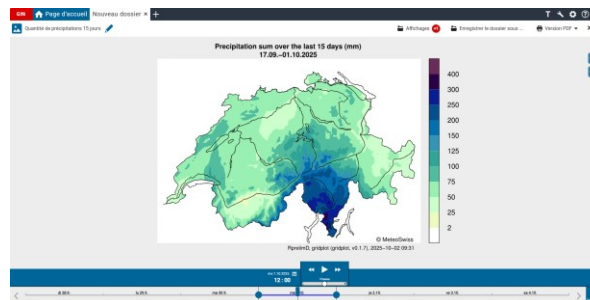 GIN Page d'accueil Nouveau dossier × +
Quantité de précipitations 15 jours
Affichages
Enregistrer le dossier sous ...
Version PDF
Precipitation sum over the last 15 days (mm)
17.09.–01.10.2025
400
300
250
200
150
125
100
75
50
25
2
© MeteoSwiss
RprelimD, gridplot (gridplot, v0.1.7), 2025-10-02 09:31
12:00